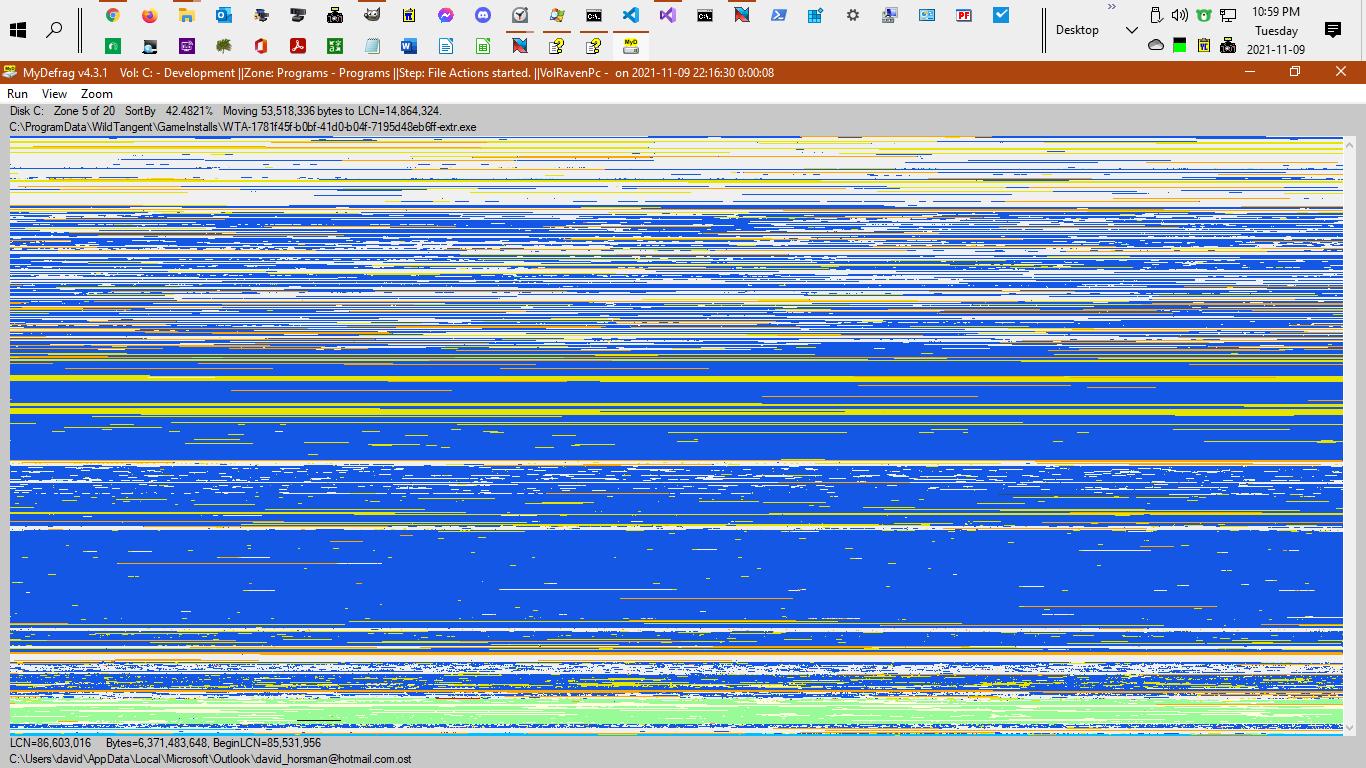 10:59 PM
Desktop
Tuesday
2021-11-09
MyDefrag v4.3.1 Vol: C: - Development ||Zone: Programs - Programs ||Step: File Actions started. ||VolRavenPc - on 2021-11-09 22:16:30 0:00:08
Run View Zoom
Disk C: Zone 5 of 20 SortBy 42.4821% Moving 53,518,336 bytes to LCN=14,864,324.
C:\ProgramData\WildTangent\GameInstalls\WTA-1781f45f-b0bf-41d0-b04f-7195d48eb6ff-extr.exe
LCN=86,603,016 Bytes=6,371,483,648, BeginLCN=85,531,956
C:\Users\david\AppData\Local\Microsoft\Outlook\david_horsman@hotmail.com.ost